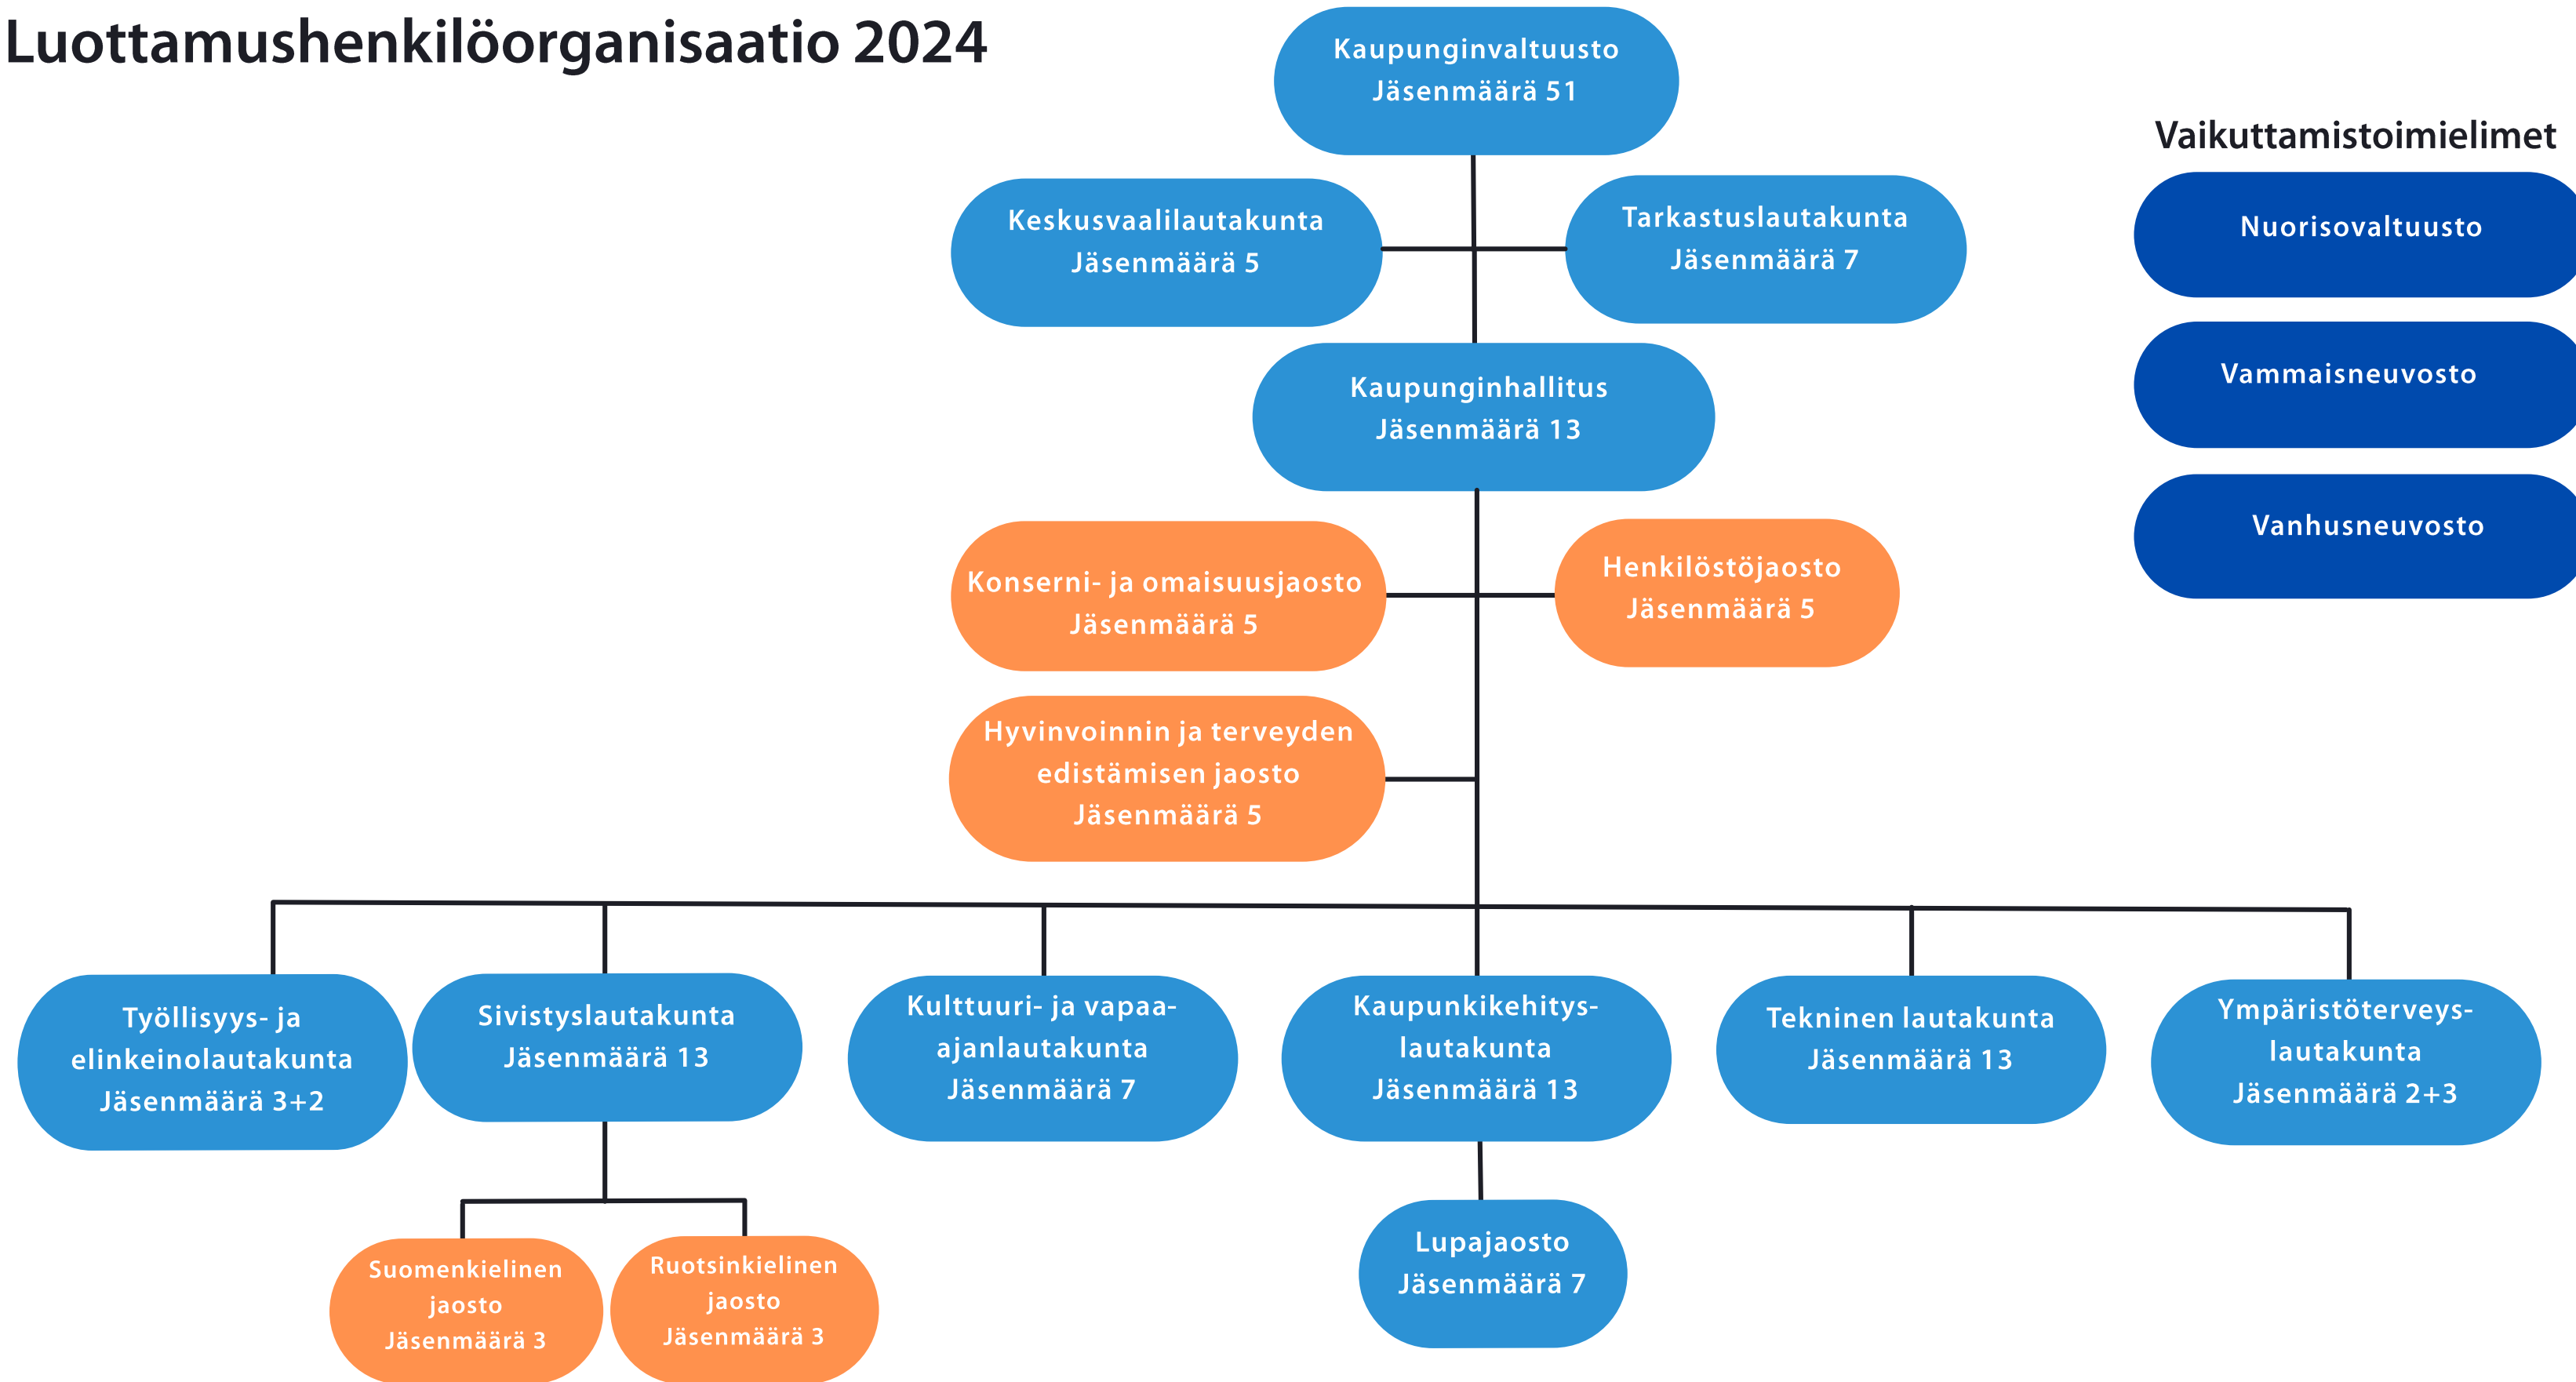 Luottamushenkilöorganisaatio 2024
Kaupunginvaltuusto
Jäsenmäärä 51
Vaikuttamistoimielimet
Keskusvaalilautakunta
Jäsenmäärä 5
Tarkastuslautakunta
Jäsenmäärä 7
Nuorisovaltuusto
Kaupunginhallitus
Jäsenmäärä 13
Vammaisneuvosto
Vanhusneuvosto
Konserni- ja omaisuusjaosto
Jäsenmäärä 5
Henkilöstöjaosto
Jäsenmäärä 5
Hyvinvoinnin ja terveyden
edistämisen jaosto
Jäsenmäärä 5
Työllisyys- ja
elinkeinolautakunta
Jäsenmäärä 3+2
Sivistyslautakunta
Jäsenmäärä 13
Kulttuuri- ja vapaa-
ajanlautakunta
Jäsenmäärä 7
Kaupunkikehitys-
lautakunta
Jäsenmäärä 13
Tekninen lautakunta
Jäsenmäärä 13
Ympäristöterveys-
lautakunta
Jäsenmäärä 2+3
Suomenkielinen
jaosto
Jäsenmäärä 3
Ruotsinkielinen
jaosto
Jäsenmäärä 3
Lupajaosto
Jäsenmäärä 7